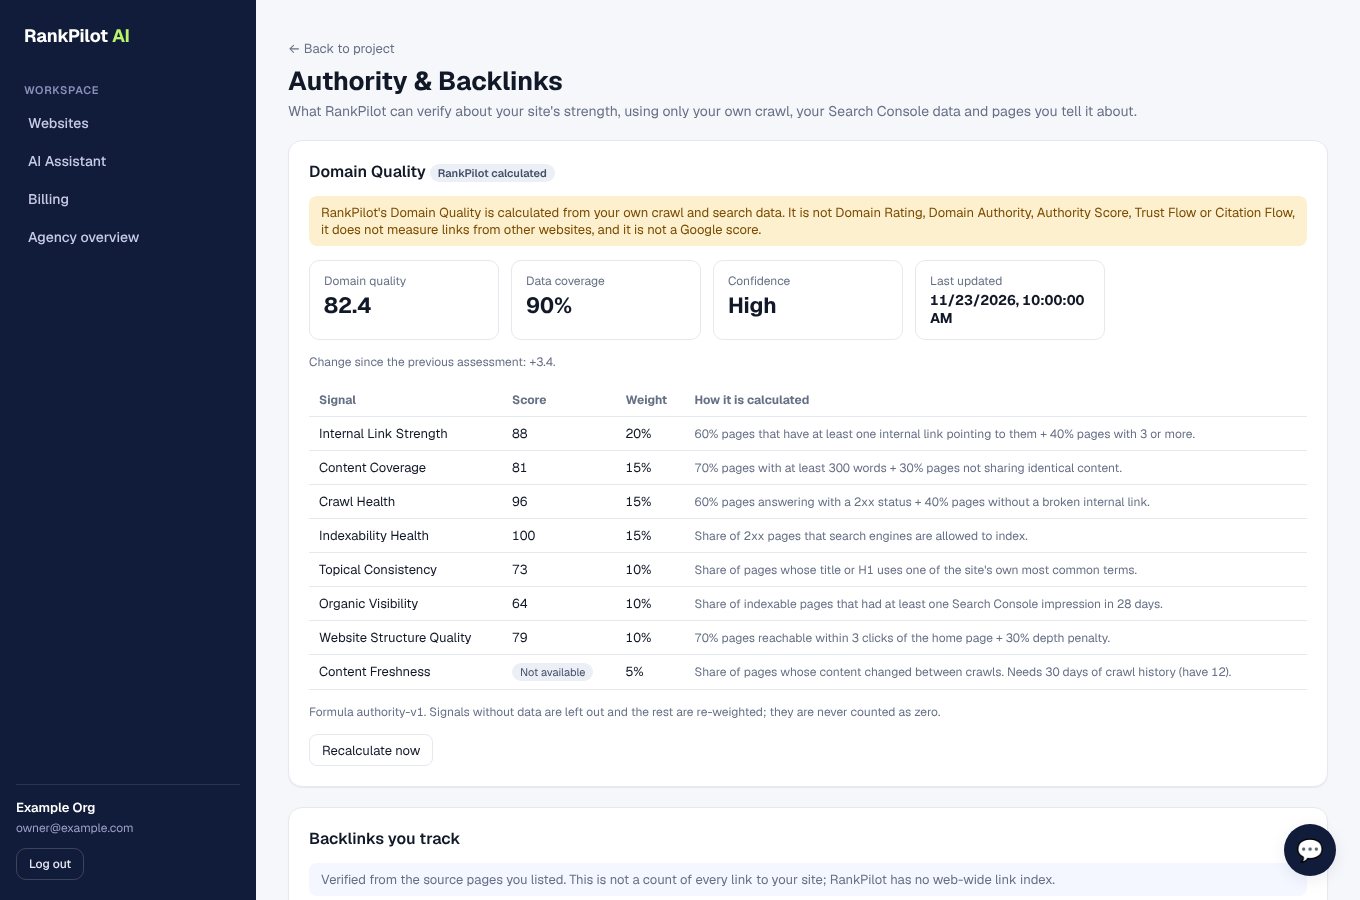 RankPilot AI
WORKSPACE
Websites
AI Assistant
Billing
Agency overview
Example Org
owner@example.com
Log out
← Back to project
Authority & Backlinks
What RankPilot can verify about your site's strength, using only your own crawl, your Search Console data and pages you tell it about.
Domain Quality RankPilot calculated
RankPilot's Domain Quality is calculated from your own crawl and search data. It is not Domain Rating, Domain Authority, Authority Score, Trust Flow or Citation Flow,
it does not measure links from other websites, and it is not a Google score.
Domain quality
82.4
Data coverage
90%
Confidence
High
Last updated
11/23/2026, 10:00:00
AM
Change since the previous assessment: +3.4.
Signal Score Weight How it is calculated
Internal Link Strength 88 20% 60% pages that have at least one internal link pointing to them + 40% pages with 3 or more.
Content Coverage 81 15% 70% pages with at least 300 words + 30% pages not sharing identical content.
Crawl Health 96 15% 60% pages answering with a 2xx status + 40% pages without a broken internal link.
Indexability Health 100 15% Share of 2xx pages that search engines are allowed to index.
Topical Consistency 73 10% Share of pages whose title or H1 uses one of the site's own most common terms.
Organic Visibility 64 10% Share of indexable pages that had at least one Search Console impression in 28 days.
Website Structure Quality 79 10% 70% pages reachable within 3 clicks of the home page + 30% depth penalty.
Content Freshness Not available 5% Share of pages whose content changed between crawls. Needs 30 days of crawl history (have 12).
Formula authority-v1. Signals without data are left out and the rest are re-weighted; they are never counted as zero.
Recalculate now
Backlinks you track
Verified from the source pages you listed. This is not a count of every link to your site; RankPilot has no web-wide link index.